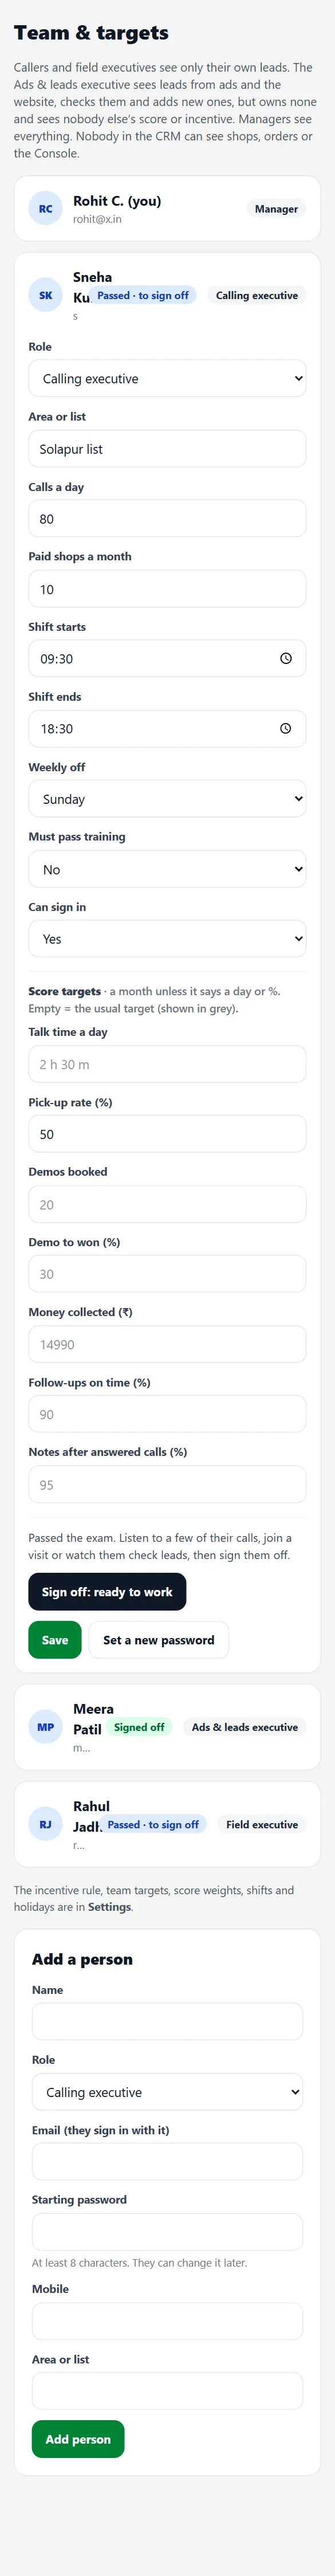 Team & targets
Callers and field executives see only their own leads. The
Ads & leads executive sees leads from ads and the
website, checks them and adds new ones, but owns none
and sees nobody else's score or incentive. Managers see
everything. Nobody in the CRM can see shops, orders or
the Console.
RC
Rohit C. (you)
rohit@x.in
Manager
SK
Sneha
Passed · to sign off
Calling executive
s
Role
Calling executive
Area or list
Solapur list
Calls a day
80
Paid shops a month
10
Shift starts
09:30
Shift ends
18:30
Weekly off
Sunday
Must pass training
No
Can sign in
Yes
Score targets · a month unless it says a day or %.
Empty = the usual target (shown in grey).
Talk time a day
2 h 30 m
Pick-up rate (%)
50
Demos booked
20
Demo to won (%)
30
Money collected (₹)
14990
Follow-ups on time (%)
90
Notes after answered calls (%)
95
Passed the exam. Listen to a few of their calls, join a
visit or watch them check leads, then sign them off.
Sign off: ready to work
Save
Set a new password
MP
Meera
Patil
Signed off
Ads & leads executive
m...
RJ
Rahul
Passed · to sign off
Field executive
r...
The incentive rule, team targets, score weights, shifts and
holidays are in Settings.
Add a person
Name
Role
Calling executive
Email (they sign in with it)
Starting password
At least 8 characters. They can change it later.
Mobile
Area or list
Add person